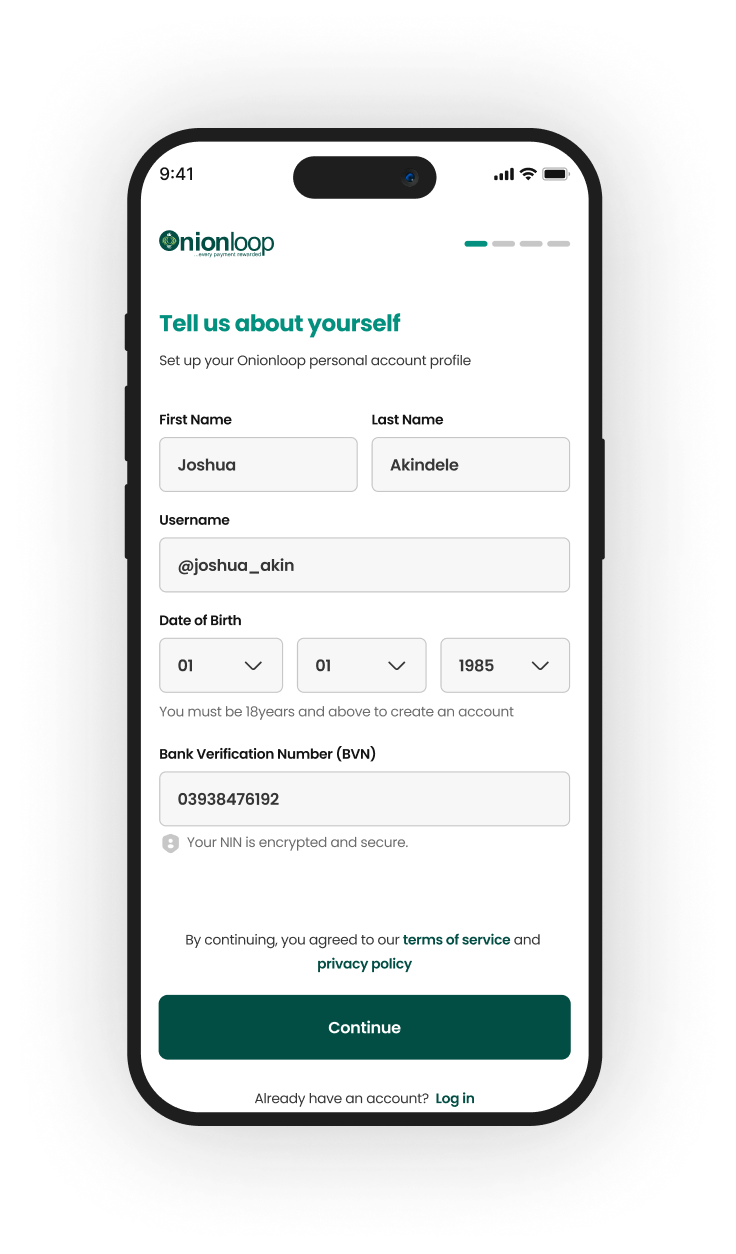 9:41
Onionloop
...every payment rewarded
Tell us about yourself
Set up your Onionloop personal account profile
First Name Last Name
Joshua Akindele
Username
@joshua_akin
Date of Birth
01 01 1985
You must be 18years and above to create an account
Bank Verification Number (BVN)
03938476192
Your NIN is encrypted and secure.
By continuing, you agreed to our terms of service and
privacy policy
Continue
Already have an account? Log in